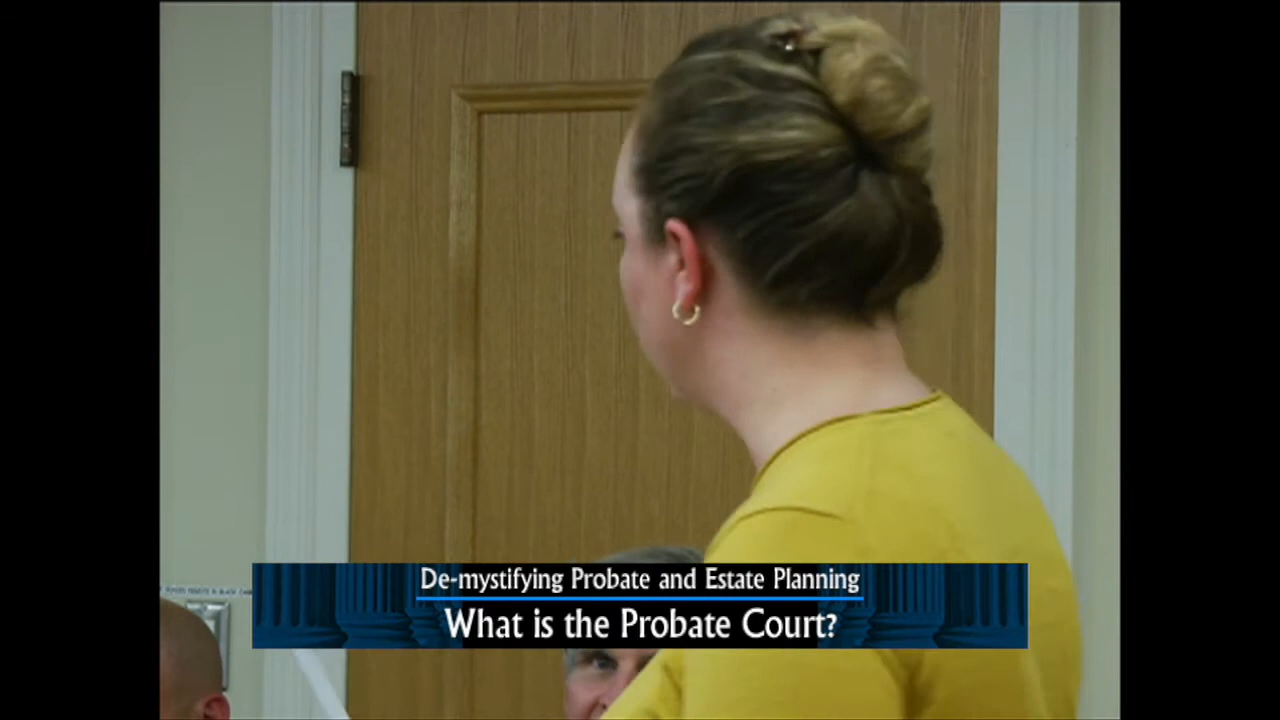 De-mystifying Probate and Estate Planning
What is the Probate Court?